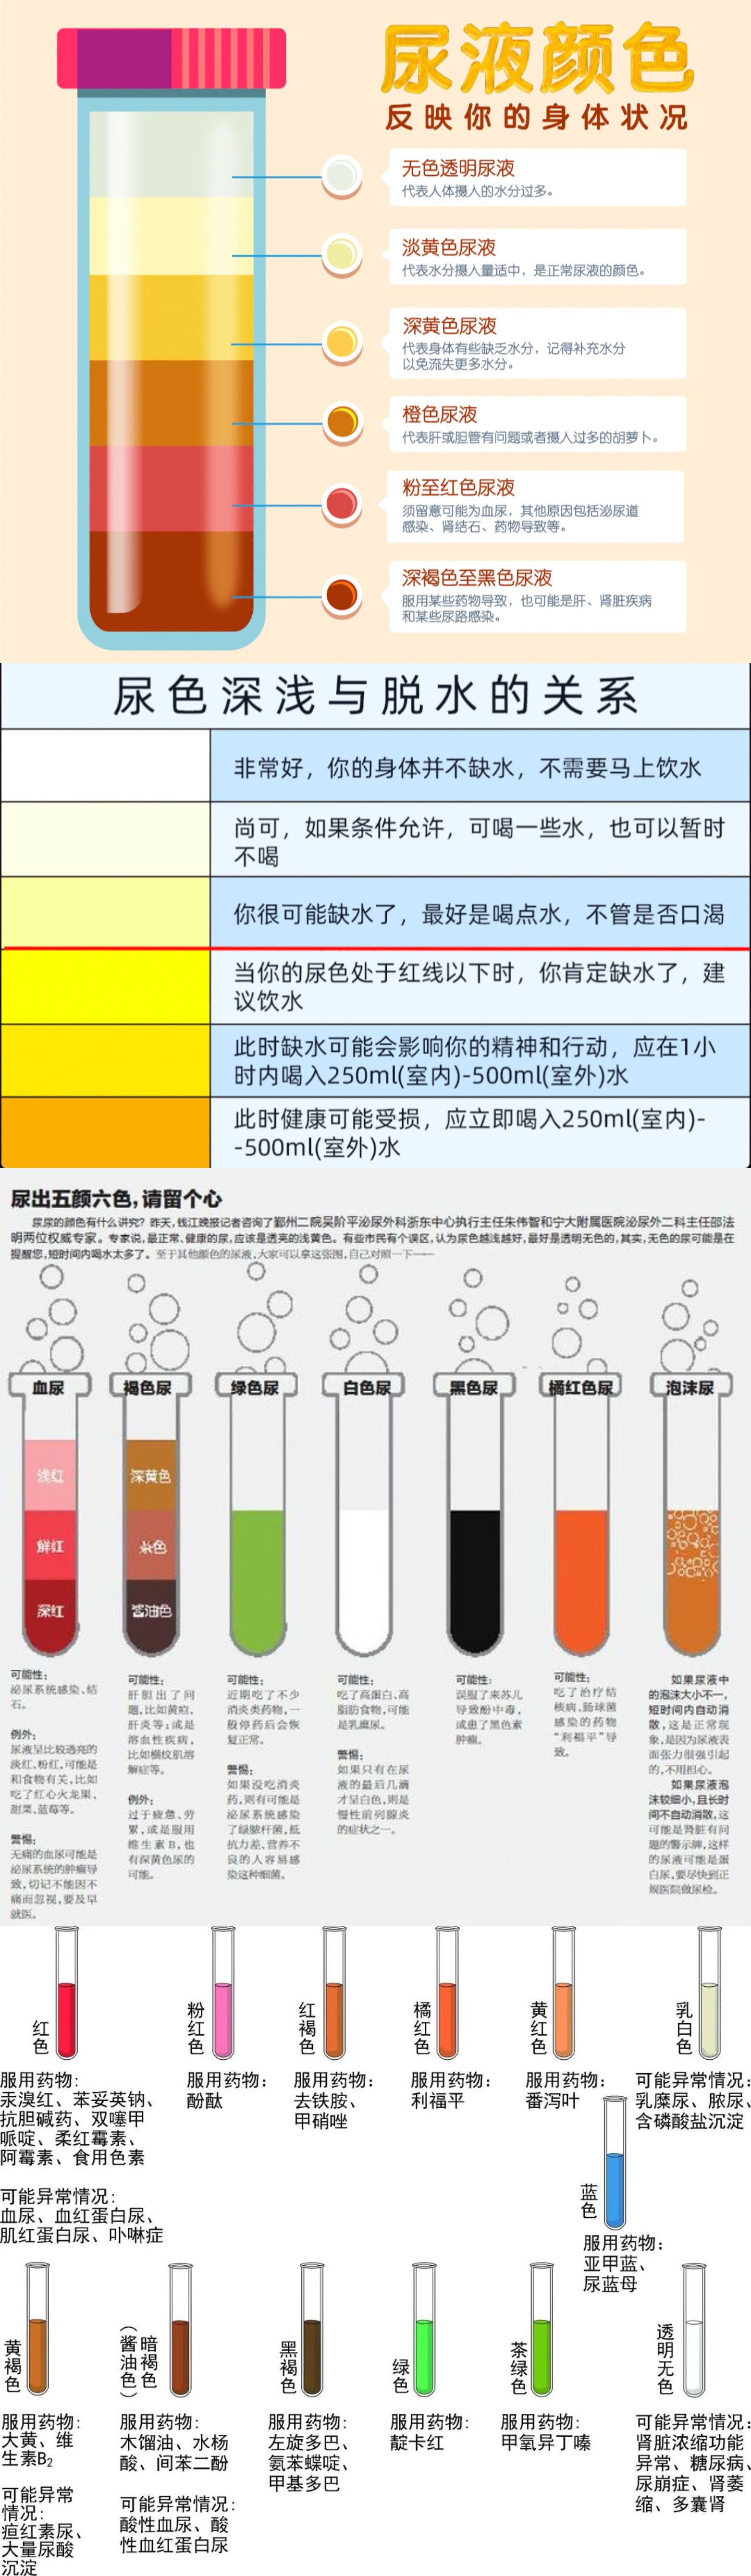 尿液颜色
反映你的身体状况
无色透明尿液
代表人体摄入的水分过多。
淡黄色尿液
代表水分摄入量适中，是正常尿液的颜色。
深黄色尿液
代表身体有些缺乏水分，记得补充水分
以免流失更多水分。
橙色尿液
代表肝或胆管有问题或者摄入过多的胡萝卜。
粉至红色尿液
须留意可能为血尿，其他原因包括泌尿道
感染、肾结石、药物导致等。
深褐色至黑色尿液
服用某些药物导致，也可能是肝、肾脏疾病
和某些尿路感染。
尿色深浅与脱水的关系
非常好，你的身体并不缺水，不需要马上饮水
尚可，如果条件允许，可喝一些水，也可以暂时
不喝
你很可能缺水了，最好是喝点水，不管是否口渴
当你的尿色处于红线以下时，你肯定缺水了，建
议饮水
此时缺水可能会影响你的精神和行动，应在1小
时内喝入250ml(室内)-500ml(室外)水
此时健康可能受损，应立即喝入250ml(室内)-
-500ml(室外)水
尿出五颜六色，请留个心
尿尿的颜色有什么讲究？昨天，钱江晚报记者咨询了鄞州二院吴阶平泌尿外科浙东中心执行主任朱伟智和宁大附属医院泌尿外二科主任邵法
明两位权威专家。专家说，最正常、健康的尿，应该是透亮的浅黄色。有些市民有个误区，认为尿色越浅越好，最好是透明无色的，其实，无色的尿可能是在
提醒您，短时间内喝水太多了。至于其他颜色的尿液，大家可以拿这张图，自己对照一下——
血尿
浅红
鲜红
深红
可能性：
泌尿系统感染、结
石。
例外：
尿液呈比较透亮的
淡红、粉红，可能是
和食物有关，比如
吃了红心火龙果、
甜菜、蓝莓等。
警惕：
无痛的血尿可能是
泌尿系统的肿瘤导
致，切记不能因不
痛而忽视，要及早
就医。
褐色尿
深黄色
茶色
酱油色
可能性：
肝胆出了问
题，比如黄疸、
肝炎等；或是
溶血性疾病，
比如横纹肌溶
解症等。
例外：
过于疲惫、劳
累，或是服用
维生素B，也
有深黄色尿的
可能。
绿色尿
可能性：
近期吃了不少
消炎类药物，一
般停药后会恢
复正常。
警惕：
如果没吃消炎
药，则有可能是
泌尿系统感染
了绿脓杆菌，抵
抗力差、营养不
良的人容易感
染这种细菌。
白色尿
可能性：
吃了高蛋白、高
脂肪食物，可能
是乳糜尿。
警惕：
如果只有在尿
液的最后几滴
才呈白色，则是
慢性前列腺炎
的症状之一。
黑色尿
可能性：
误服了来苏儿
导致酚中毒，
或患了黑色素
肿瘤。
橘红色尿
可能性：
吃了治疗结
核病、肠球菌
感染的药物
“利福平”导
致。
泡沫尿
如果尿液中
的泡沫大小不一，
短时间内自动消
散，这是正常现
象，是因为尿液表
面张力很强引起
的，不用担心。
如果尿液泡
沫较细小，且长时
间不自动消散，这
可能是肾脏有问
题的警示牌，这样
的尿液可能是蛋
白尿，要尽快到正
规医院做尿检。
红色
服用药物：
汞溴红、苯妥英钠、
抗胆碱药、双嘧甲
哌啶、柔红霉素、
阿霉素、食用色素
可能异常情况：
血尿、血红蛋白尿、
肌红蛋白尿、卟啉症
粉红色
服用药物：
酚酞
红褐色
服用药物：
去铁胺、
甲硝唑
橘红色
服用药物：
利福平
黄红色
服用药物：
番泻叶
乳白色
可能异常情况：
乳糜尿、脓尿、
含磷酸盐沉淀
蓝色
服用药物：
亚甲蓝、
尿蓝母
黄褐色
服用药物：
大黄、维
生素B₂
可能异常
情况：
疸红素尿、
大量尿酸
沉淀
暗褐色
（酱油色）
服用药物：
木馏油、水杨
酸、间苯二酚
可能异常情况：
酸性血尿、酸
性血红蛋白尿
黑褐色
服用药物：
左旋多巴、
氨苯蝶啶、
甲基多巴
绿色
服用药物：
靛卡红
茶绿色
服用药物：
甲氧异丁嗪
透明无色
可能异常情况：
肾脏浓缩功能
异常、糖尿病、
尿崩症、肾萎
缩、多囊肾